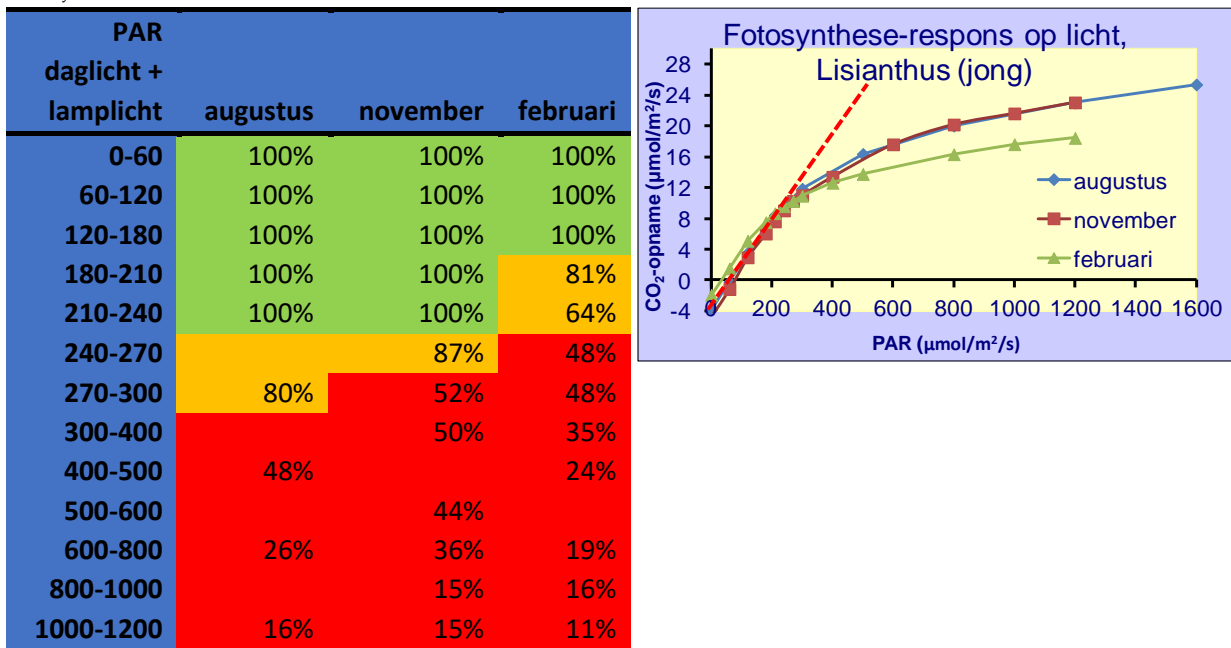 PAR
daglicht +
lamplicht augustus november februari
0-60 100% 100% 100%
60-120 100% 100% 100%
120-180 100% 100% 100%
180-210 100% 100% 81%
210-240 100% 100% 64%
240-270 87% 48%
270-300 80% 52% 48%
300-400 50% 35%
400-500 48% 24%
500-600 44%
600-800 26% 36% 19%
800-1000 15% 16%
1000-1200 16% 15% 11%
Fotosynthese-respons op licht,
Lisianthus (jong)
CO₂-opname (µmol/m²/s)
28
24
20
16
12
8
4
0
-4
0 200 400 600 800 1000 1200 1400 1600
PAR (µmol/m²/s)
augustus
november
februari